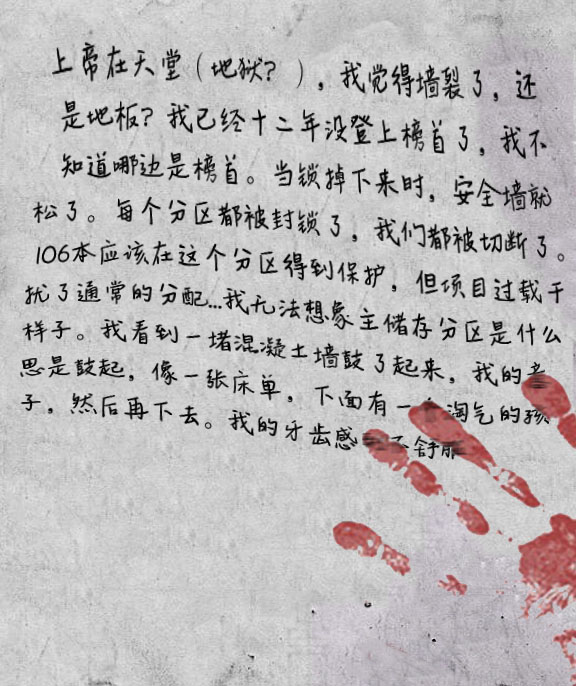 上帝在天堂（地狱？），我觉得墙裂了，还
是地板？我已经十二年没登上榜首了，我不
知道哪边是榜首。当锁掉下来时，安全墙就
松了。每个分区都被封锁了，我们都被切断了。
106本应该在这个分区得到保护，但项目过载干
扰了通常的分配...我无法想象主储存分区是什么
样子。我看到一堵混凝土墙鼓了起来，我的意
思是鼓起，像一张床单，下面有一个淘气的孩
子，然后再下去。我的牙齿感 不舒服